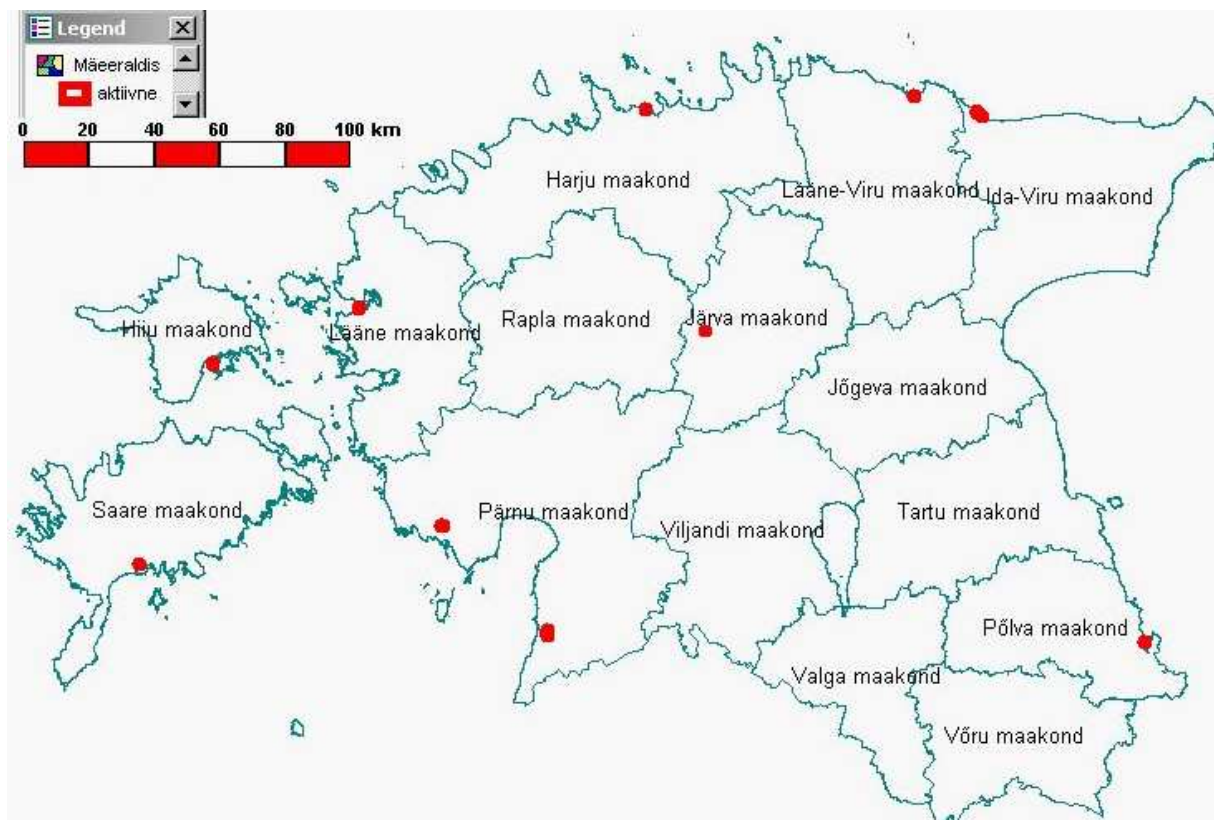 Legend
Mäeeraldis
aktiivne
0 20 40 60 80 100 km
Harju maakond
Lääne-Viru maakond
Ida-Viru maakond
Hiiu maakond
Lääne maakond
Rapla maakond
Järva maakond
Jõgeva maakond
Saare maakond
Pärnu maakond
Viljandi maakond
Tartu maakond
Põlva maakond
Valga maakond
Võru maakond